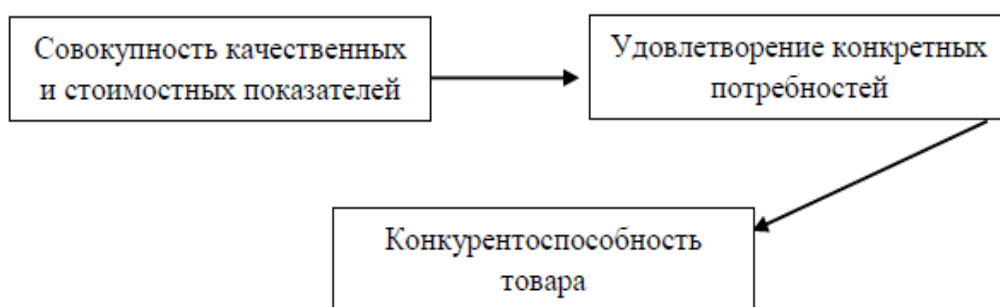 Совокупность качественных
и стоимостных показателей
Удовлетворение конкретных
потребностей
Конкурентоспособность
товара